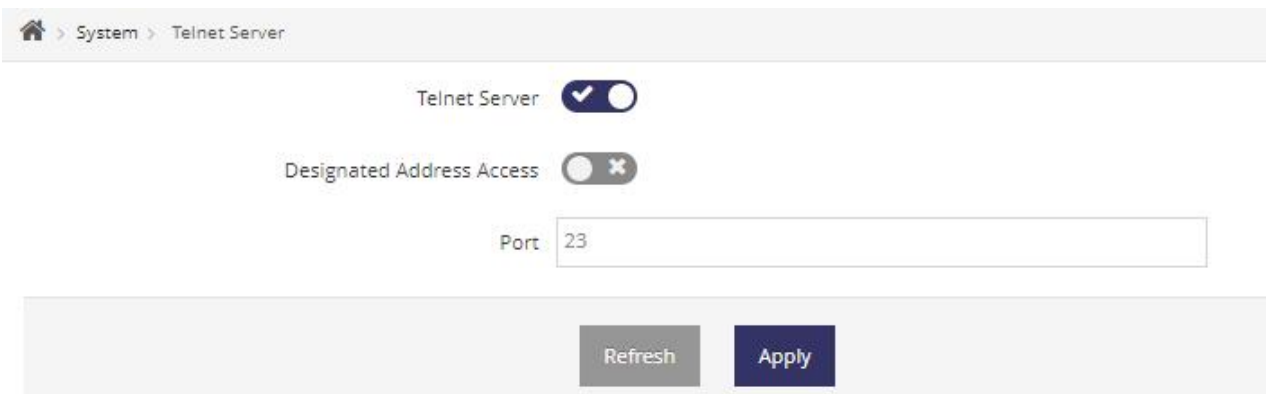 System > Telnet Server
Telnet Server
Designated Address Access
Port 23
Refresh Apply